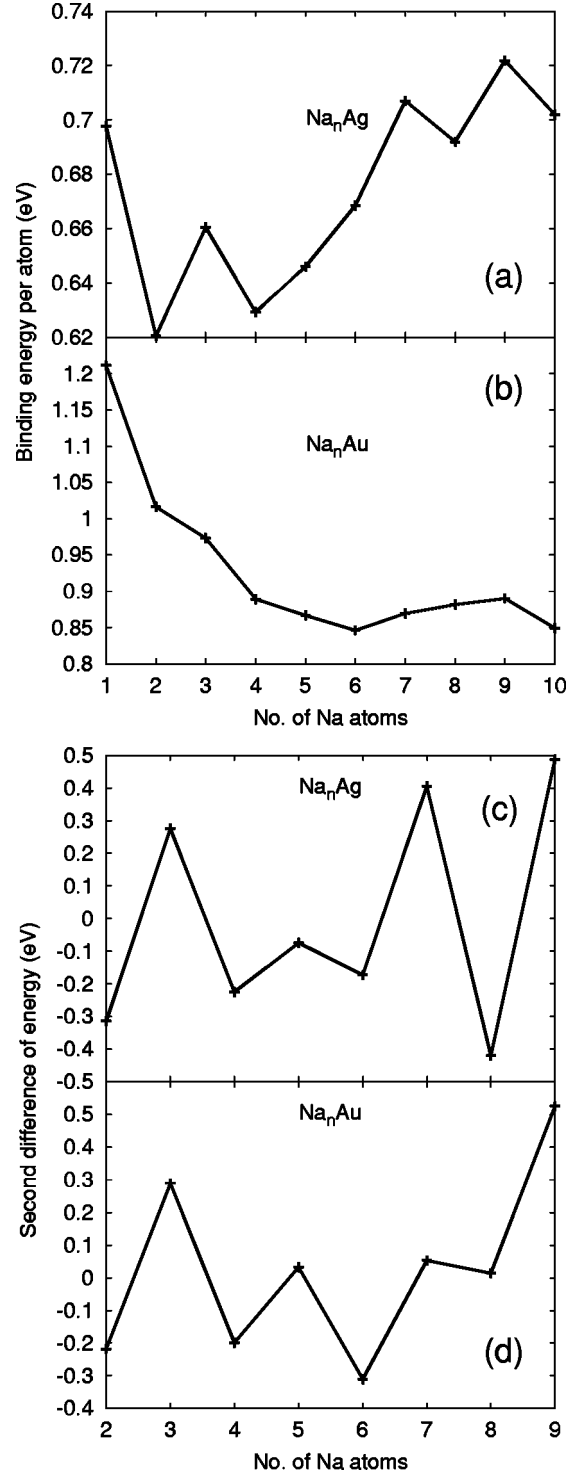 0.74
0.72
0.7
0.68
0.66
0.64
0.62
Na_nAg
(a)
Binding energy per atom (eV)
1.2
1.15
1.1
1.05
1
0.95
0.9
0.85
0.8
(b)
Na_nAu
1 2 3 4 5 6 7 8 9 10
No. of Na atoms
0.5
0.4
0.3
0.2
0.1
0
-0.1
-0.2
-0.3
-0.4
-0.5
Na_nAg
(c)
Second difference of energy (eV)
0.5
0.4
0.3
0.2
0.1
0
-0.1
-0.2
-0.3
-0.4
Na_nAu
(d)
2 3 4 5 6 7 8 9
No. of Na atoms